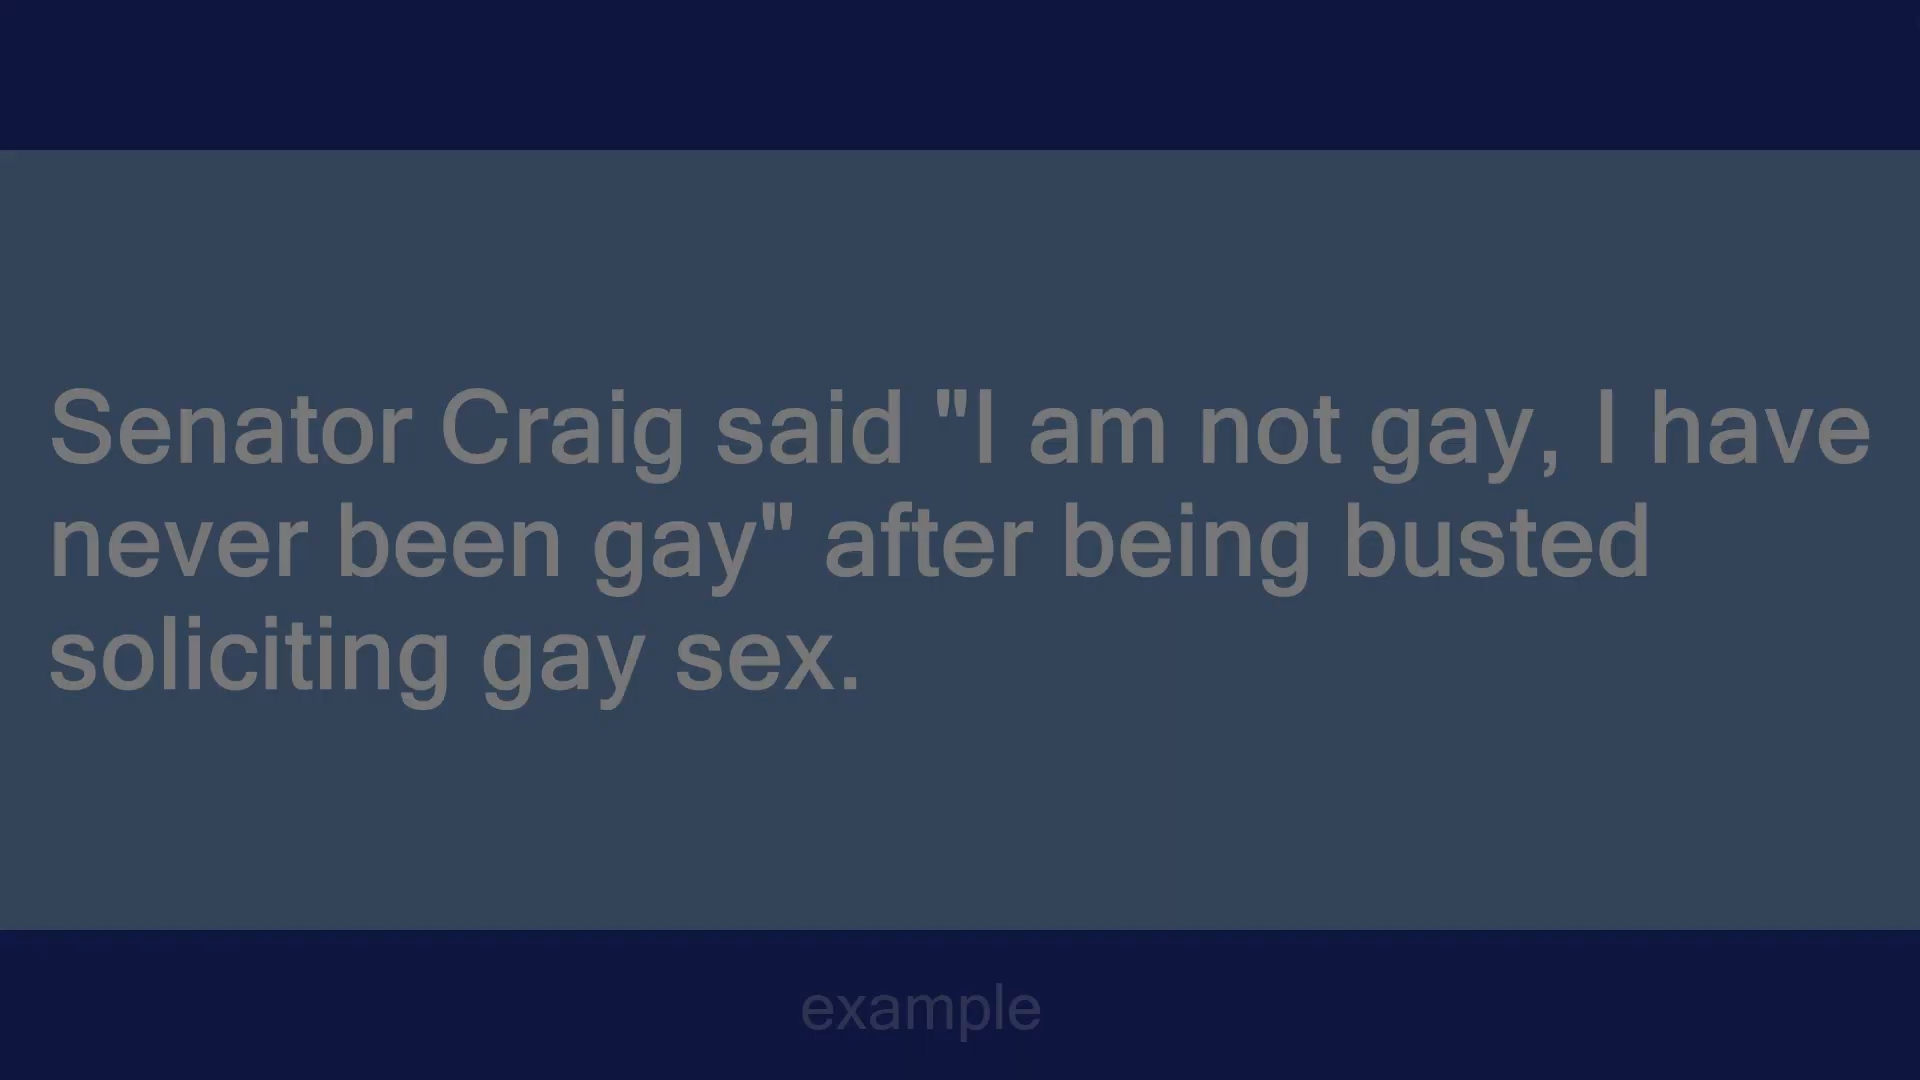 Senator Craig said "I am not gay, I have
never been gay" after being busted
soliciting gay sex.
example